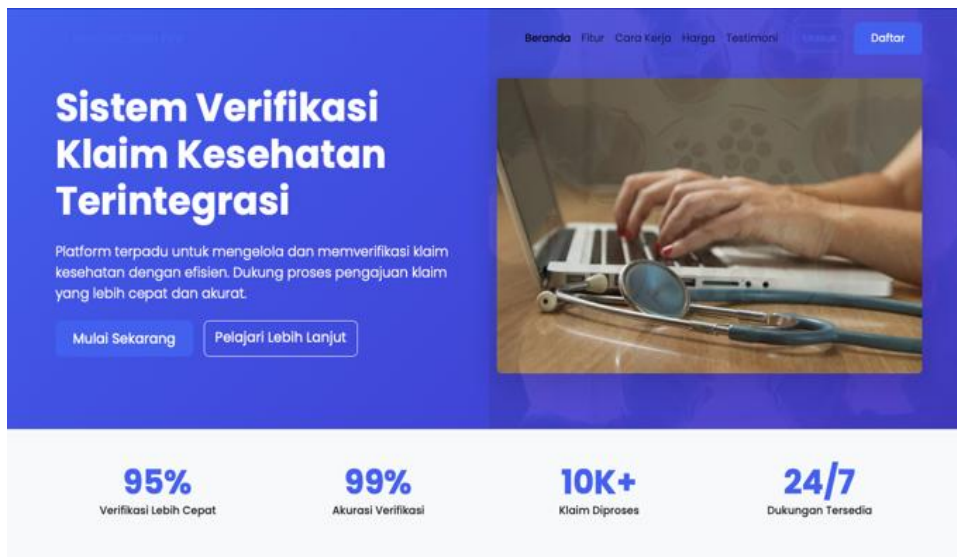 Beranda Fitur Cara Kerja Harga Testimoni Masuk Daftar
Sistem Verifikasi
Klaim Kesehatan
Terintegrasi
Platform terpadu untuk mengelola dan memverifikasi klaim
kesehatan dengan efisien. Dukung proses pengajuan klaim
yang lebih cepat dan akurat.
Mulai Sekarang Pelajari Lebih Lanjut
95% 99% 10K+ 24/7
Verifikasi Lebih Cepat Akurasi Verifikasi Klaim Diproses Dukungan Tersedia